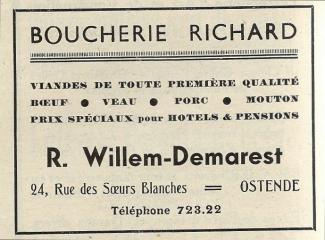 BOUCHERIE RICHARD
VIANDES DE TOUTE PREMIÈRE QUALITÉ
BŒUF ● VEAU ● PORC ● MOUTON
PRIX SPÉCIAUX pour HOTELS & PENSIONS
R. Willem-Demarest
24, Rue des Sœurs Blanches = OSTENDE
Téléphone 723.22